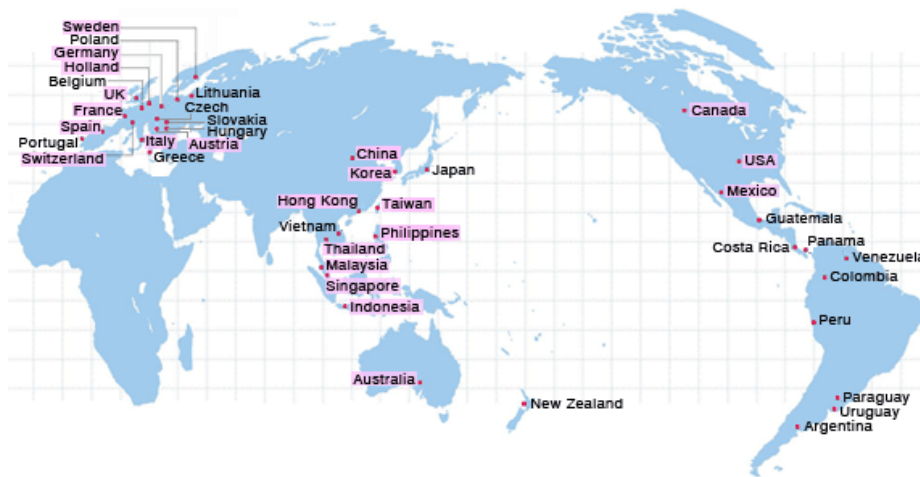 Sweden
Poland
Germany
Holland
Belgium
UK
Lithuania
Czech
France
Slovakia
Spain
Hungary
Portugal
Italy
Austria
Switzerland
Greece
China
Korea
Japan
Hong Kong
Taiwan
Vietnam
Philippines
Thailand
Malaysia
Singapore
Indonesia
Australia
New Zealand
Canada
USA
Mexico
Guatemala
Costa Rica
Panama
Venezuela
Colombia
Peru
Paraguay
Uruguay
Argentina